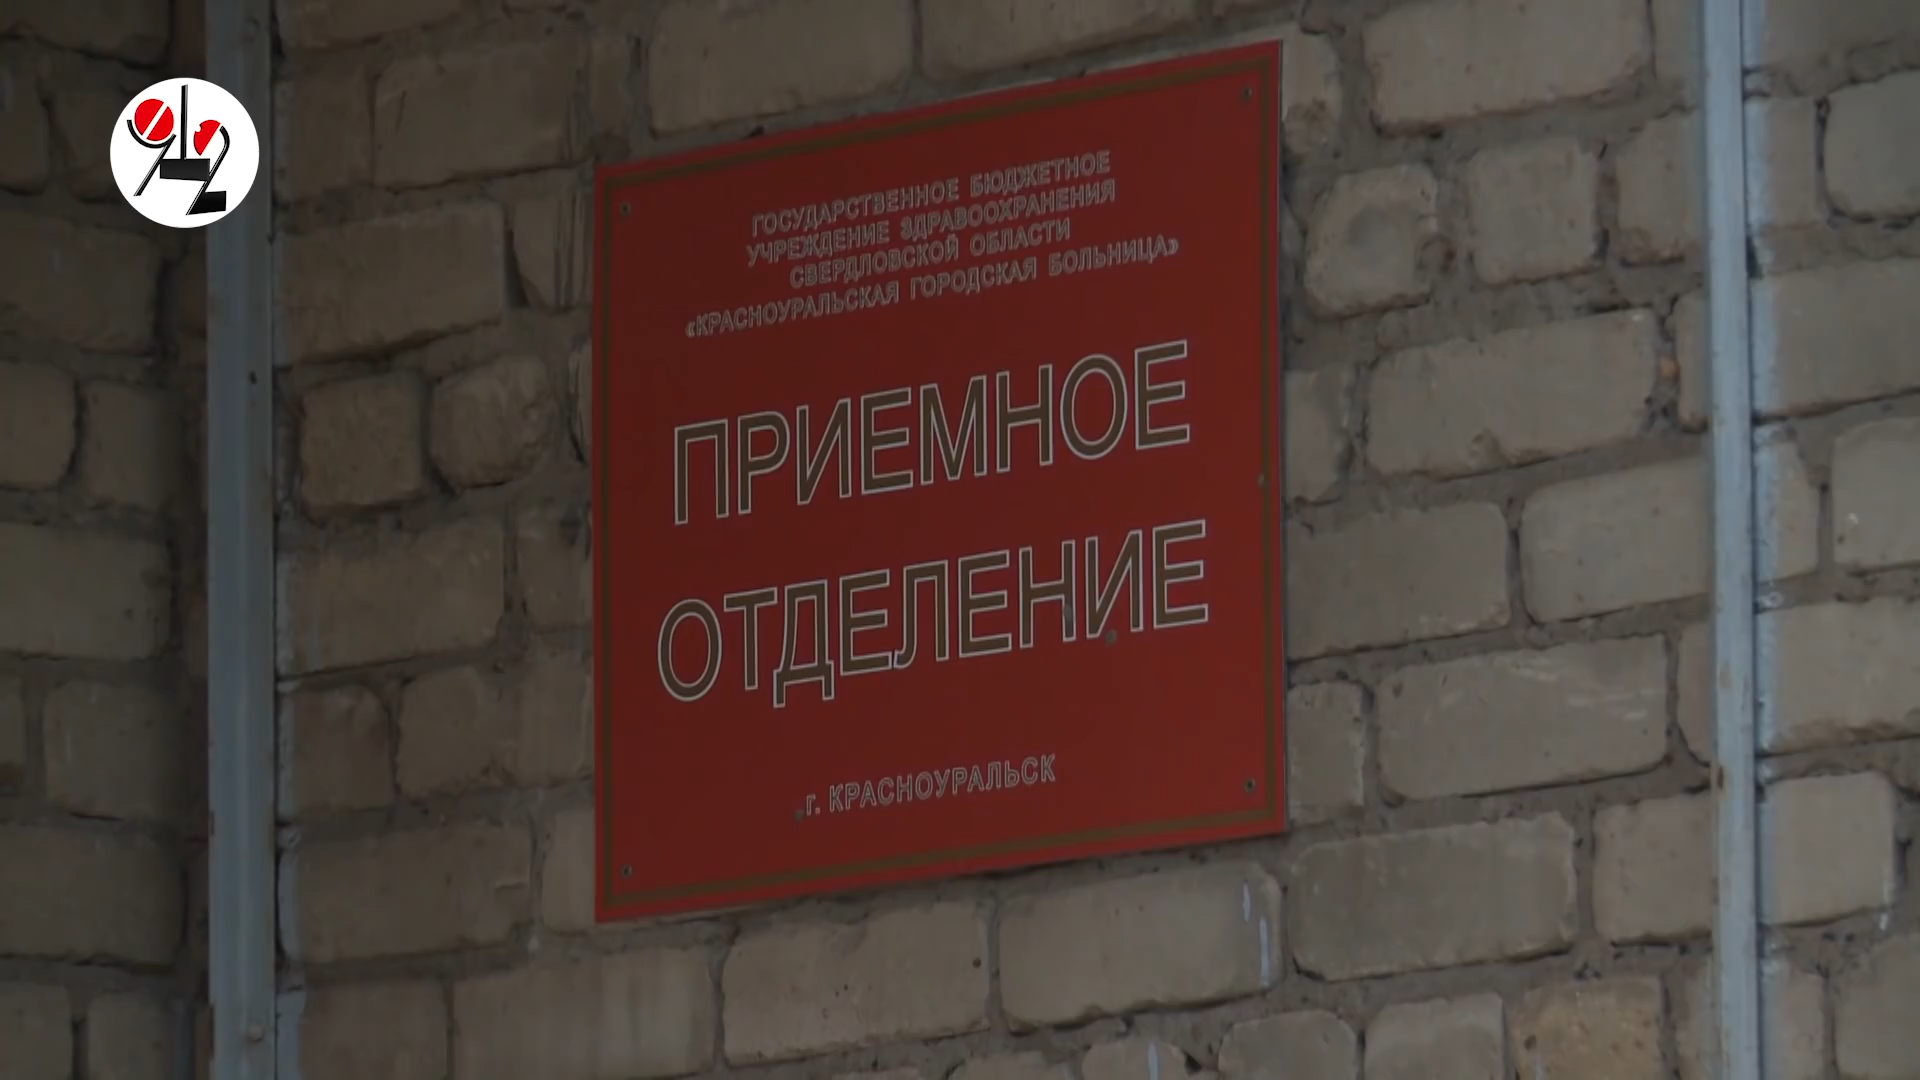 ГОСУДАРСТВЕННОЕ БЮДЖЕТНОЕ
УЧРЕЖДЕНИЕ ЗДРАВООХРАНЕНИЯ
СВЕРДЛОВСКОЙ ОБЛАСТИ
«КРАСНОУРАЛЬСКАЯ ГОРОДСКАЯ БОЛЬНИЦА»
ПРИЕМНОЕ
ОТДЕЛЕНИЕ
г. КРАСНОУРАЛЬСК